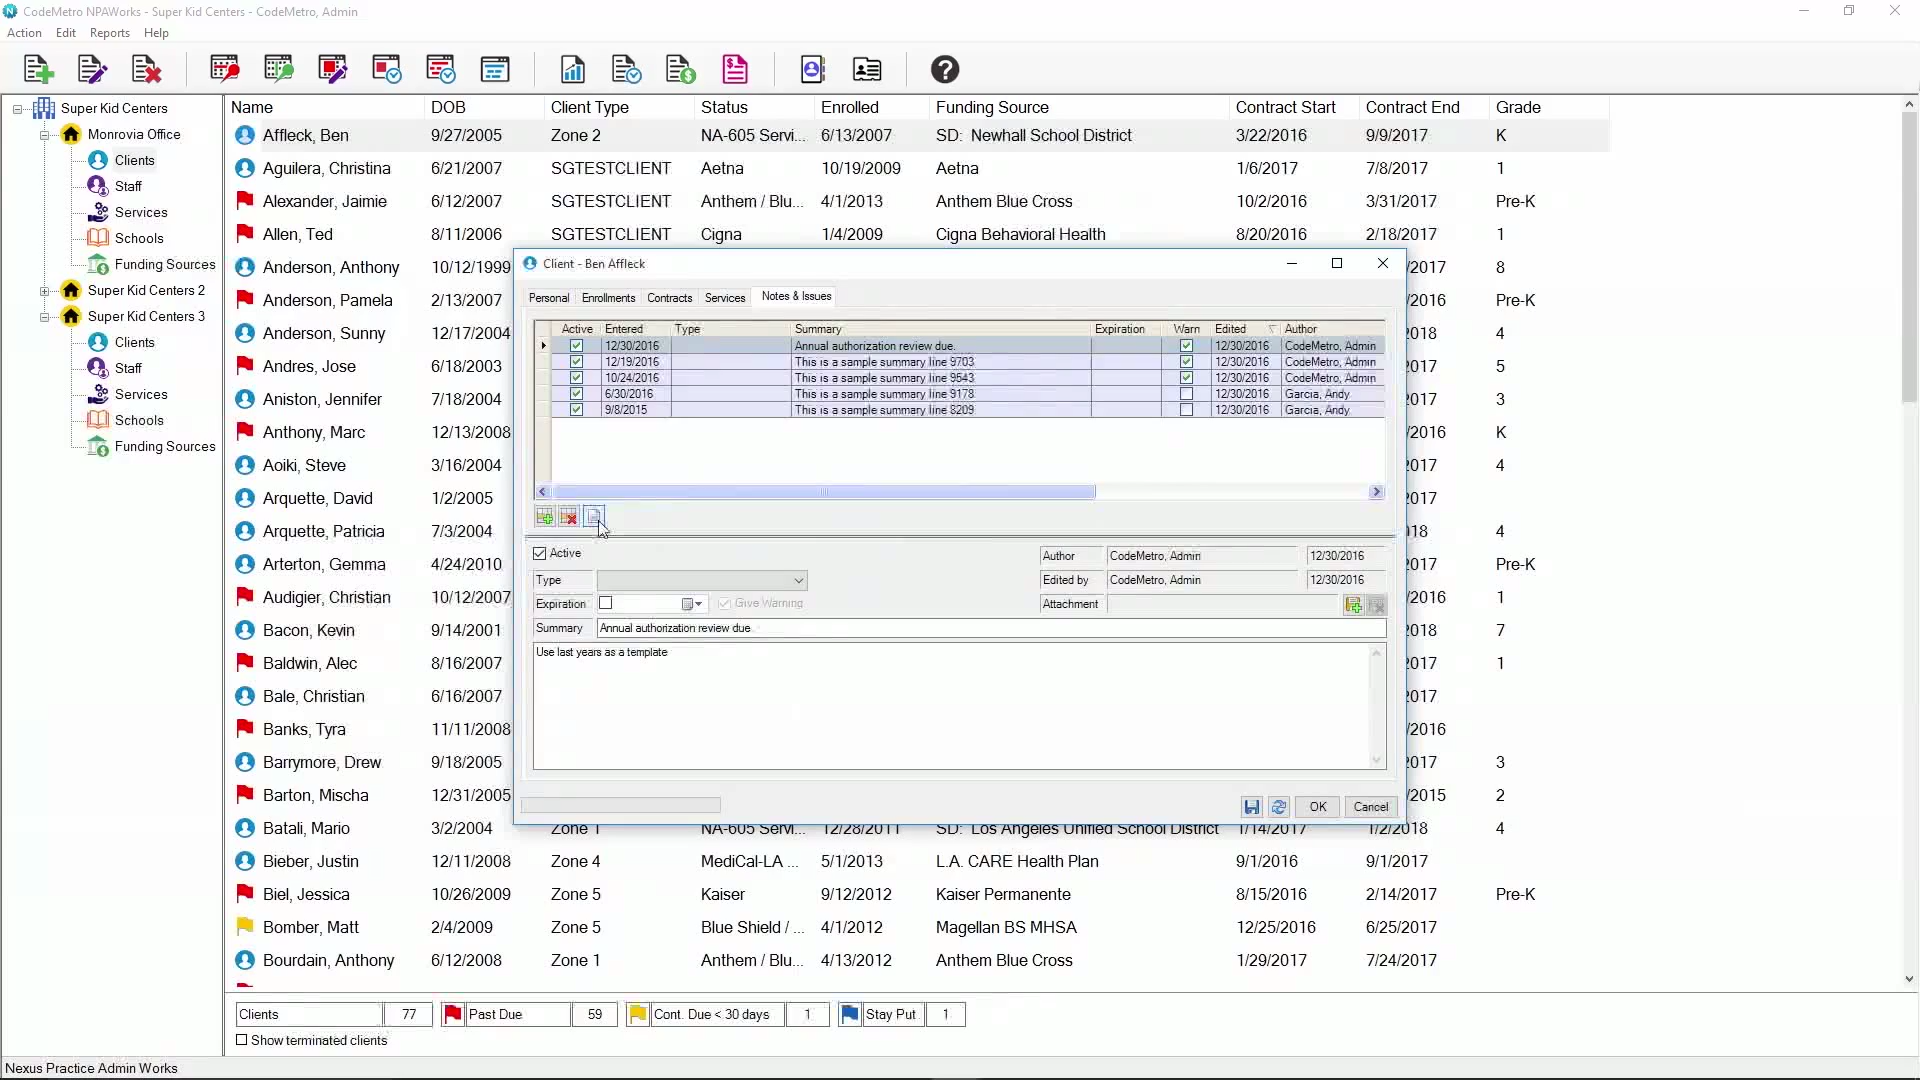 CodeMetro NPAWorks - Super Kid Centers - CodeMetro, Admin
Action Edit Reports Help
Super Kid Centers
Monrovia Office
Clients
Staff
Services
Schools
Funding Sources
Super Kid Centers 2
Super Kid Centers 3
Clients
Staff
Services
Schools
Funding Sources
Name DOB Client Type Status Enrolled Funding Source Contract Start Contract End Grade
Affleck, Ben 9/27/2005 Zone 2 NA-605 Servi... 6/13/2007 SD: Newhall School District 3/22/2016 9/9/2017 K
Aguilera, Christina 6/21/2007 SGTESTCLIENT Aetna 10/19/2009 Aetna 1/6/2017 7/8/2017 1
Alexander, Jaimie 6/12/2007 SGTESTCLIENT Anthem / Blu... 4/1/2013 Anthem Blue Cross 10/2/2016 3/31/2017 Pre-K
Allen, Ted 8/11/2006 SGTESTCLIENT Cigna 1/4/2009 Cigna Behavioral Health 8/20/2016 2/18/2017 1
Anderson, Anthony 10/12/1999 /2017 8
Anderson, Pamela 2/13/2007 /2016 Pre-K
Anderson, Sunny 12/17/2004 /2018 4
Andres, Jose 6/18/2003 /2017 5
Aniston, Jennifer 7/18/2004 /2017 3
Anthony, Marc 12/13/2008 /2016 K
Aoiki, Steve 3/16/2004 /2017 4
Arquette, David 1/2/2005 /2017
Arquette, Patricia 7/3/2004 /18 4
Arterton, Gemma 4/24/2010 /2017 Pre-K
Audigier, Christian 10/12/2007 /2016 1
Bacon, Kevin 9/14/2001 /2018 7
Baldwin, Alec 8/16/2007 /2017 1
Bale, Christian 6/16/2007 /2017
Banks, Tyra 11/11/2008 /2016
Barrymore, Drew 9/18/2005 /2017 3
Barton, Mischa 12/31/2005 /2015 2
Batali, Mario 3/2/2004 Zone 1 NA-605 Servi... 12/28/2011 SD: Los Angeles Unified School District 1/14/2017 1/2/2018 4
Bieber, Justin 12/11/2008 Zone 4 MediCal-LA ... 5/1/2013 L.A. CARE Health Plan 9/1/2016 9/1/2017
Biel, Jessica 10/26/2009 Zone 5 Kaiser 9/12/2012 Kaiser Permanente 8/15/2016 2/14/2017 Pre-K
Bomber, Matt 2/4/2009 Zone 5 Blue Shield / ... 4/1/2012 Magellan BS MHSA 12/25/2016 6/25/2017
Bourdain, Anthony 6/12/2008 Zone 1 Anthem / Blu... 4/13/2012 Anthem Blue Cross 1/29/2017 7/24/2017
Client - Ben Affleck
Personal Enrollments Contracts Services Notes & Issues
Active Entered Type Summary Expiration Warn Edited Author
12/30/2016 Annual authorization review due. 12/30/2016 CodeMetro, Admin
12/19/2016 This is a sample summary line 9703 12/30/2016 CodeMetro, Admin
10/24/2016 This is a sample summary line 9543 12/30/2016 CodeMetro, Admin
6/30/2016 This is a sample summary line 9178 12/30/2016 Garcia, Andy
9/8/2015 This is a sample summary line 8209 12/30/2016 Garcia, Andy
Active Author CodeMetro, Admin 12/30/2016
Type Edited by CodeMetro, Admin 12/30/2016
Expiration Give Warning Attachment
Summary Annual authorization review due.
Use last years as a template
OK Cancel
Clients 77 Past Due 59 Cont. Due < 30 days 1 Stay Put 1
Show terminated clients
Nexus Practice Admin Works